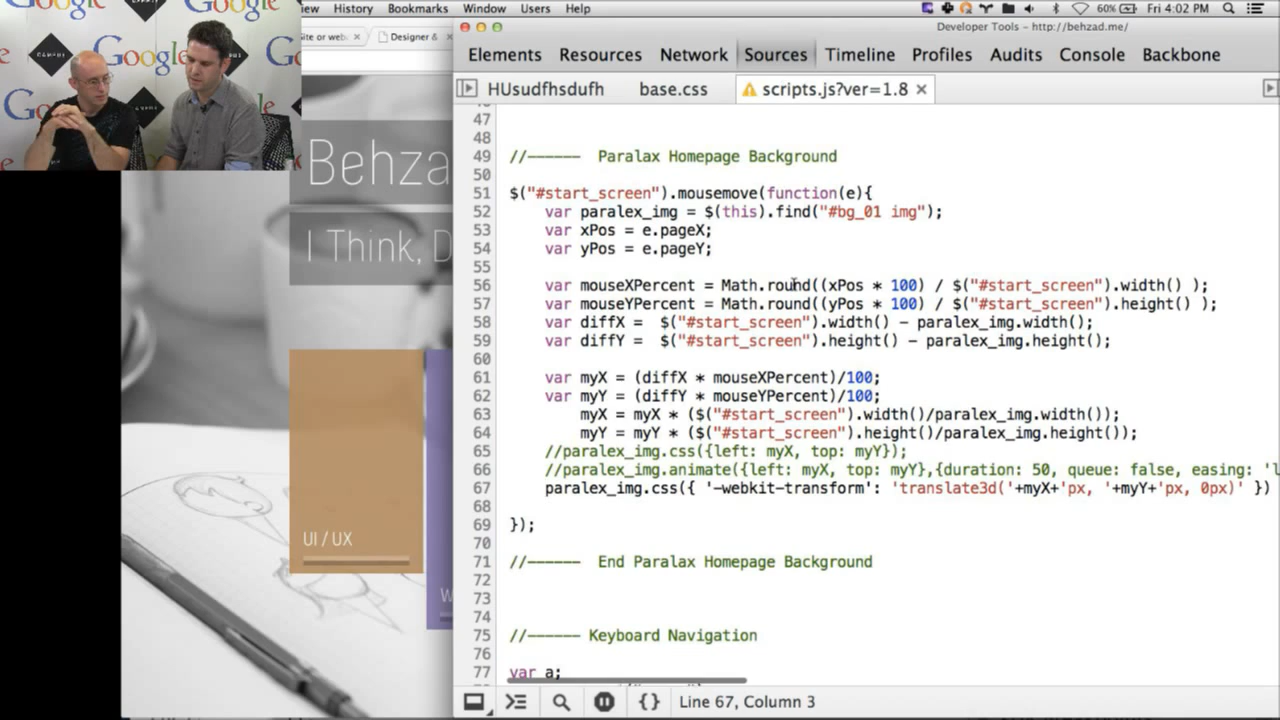 Google
Google
Google
Google
Google
CAMPUS
iew History Bookmarks Window Users Help
60% Fri 4:02 PM
Site or web
Designer &
Developer Tools - http://behzad.me/
Elements Resources Network Sources Timeline Profiles Audits Console Backbone
HUsudfhsdufh base.css scripts.js?ver=1.8
Behza
I Think, D
UI / UX
W
47
48
49 //------ Paralax Homepage Background
50
51 $("#start_screen").mousemove(function(e){
52 var paralex_img = $(this).find("#bg_01 img");
53 var xPos = e.pageX;
54 var yPos = e.pageY;
55
56 var mouseXPercent = Math.round((xPos * 100) / $("#start_screen").width() );
57 var mouseYPercent = Math.round((yPos * 100) / $("#start_screen").height() );
58 var diffX = $("#start_screen").width() - paralex_img.width();
59 var diffY = $("#start_screen").height() - paralex_img.height();
60
61 var myX = (diffX * mouseXPercent)/100;
62 var myY = (diffY * mouseYPercent)/100;
63 myX = myX * ($("#start_screen").width()/paralex_img.width());
64 myY = myY * ($("#start_screen").height()/paralex_img.height());
65 //paralex_img.css({left: myX, top: myY});
66 //paralex_img.animate({left: myX, top: myY},{duration: 50, queue: false, easing: 'l
67 paralex_img.css({ '-webkit-transform': 'translate3d('+myX+'px, '+myY+'px, 0px)' })
68
69 });
70
71 //------ End Paralax Homepage Background
72
73
74
75 //------ Keyboard Navigation
76
77 var a;
Line 67, Column 3